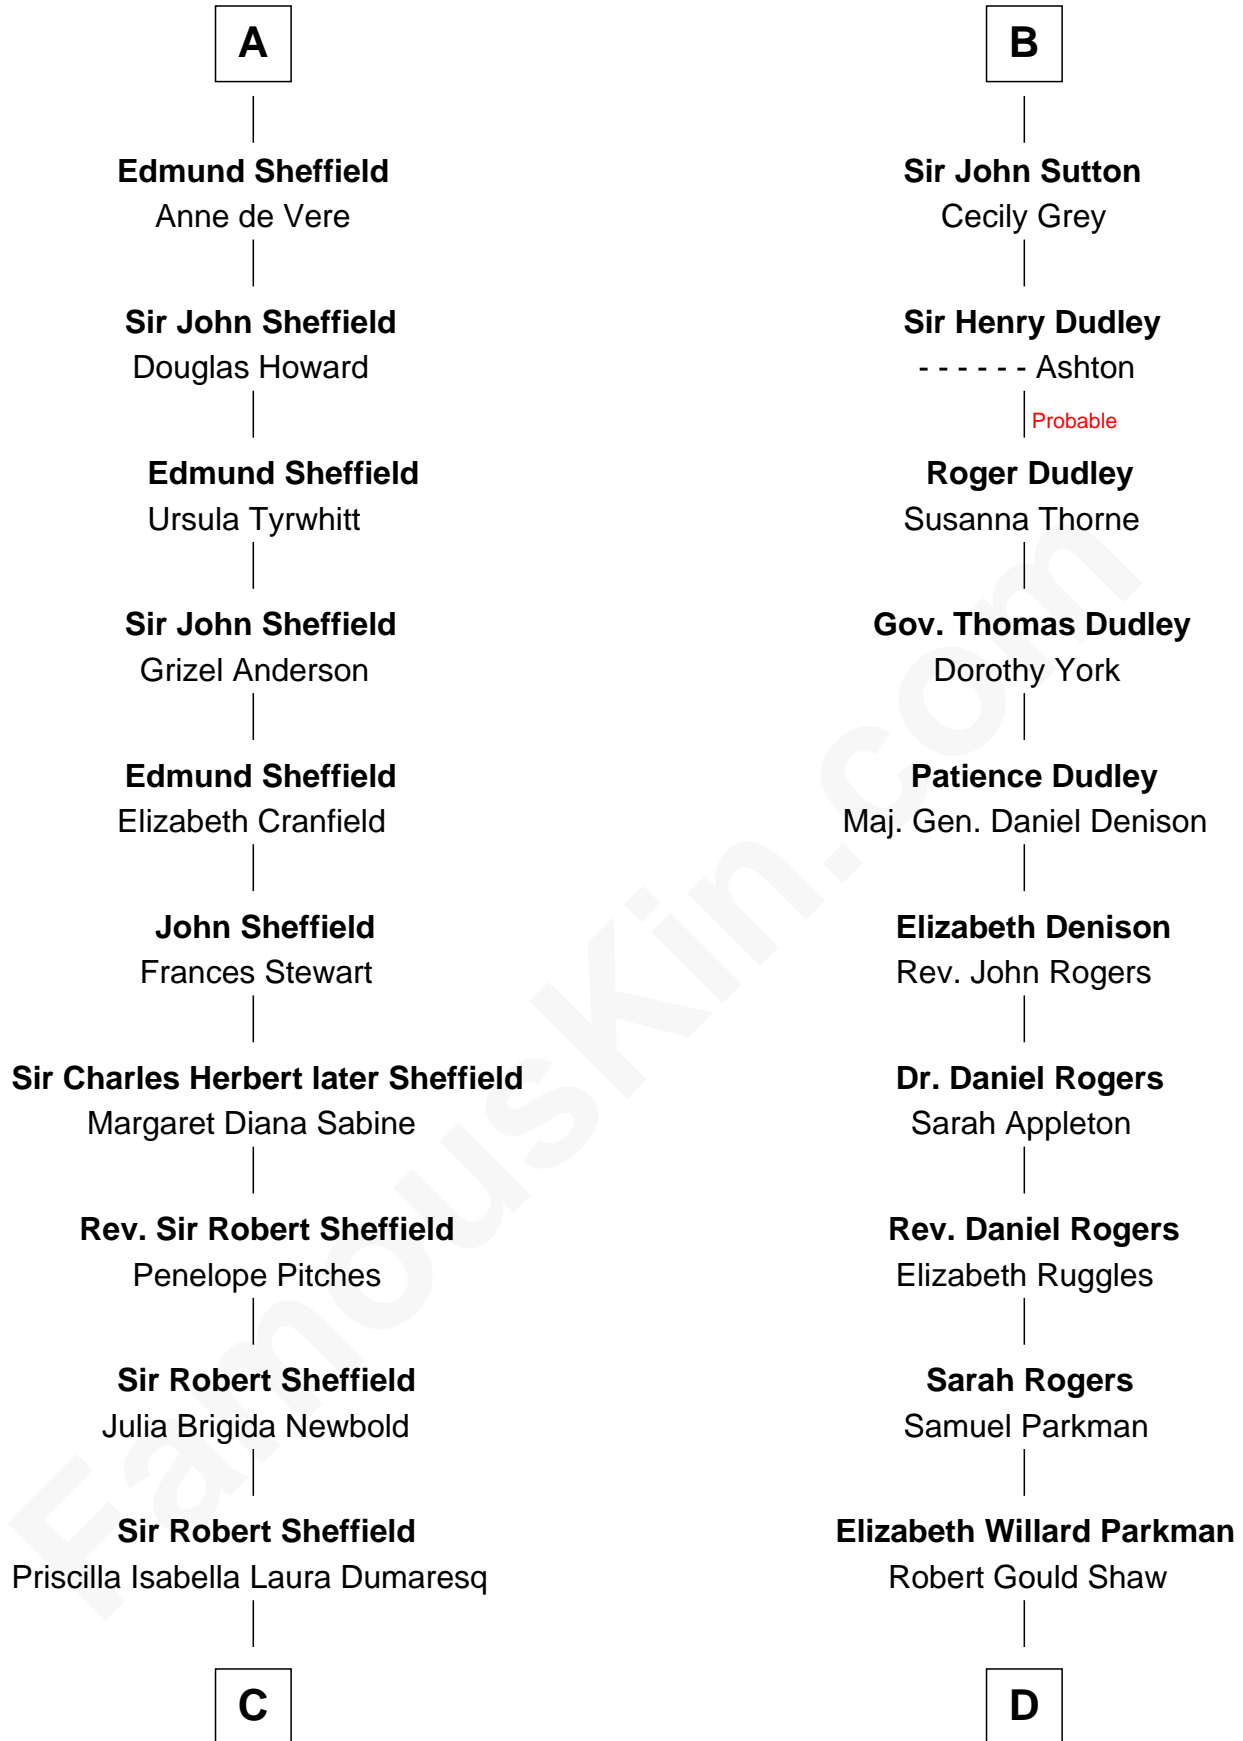 A
Edmund Sheffield
Anne de Vere
Sir John Sheffield
Douglas Howard
Edmund Sheffield
Ursula Tyrwhitt
Sir John Sheffield
Grizel Anderson
Edmund Sheffield
Elizabeth Cranfield
John Sheffield
Frances Stewart
Sir Charles Herbert later Sheffield
Margaret Diana Sabine
Rev. Sir Robert Sheffield
Penelope Pitches
Sir Robert Sheffield
Julia Brigida Newbold
Sir Robert Sheffield
Priscilla Isabella Laura Dumaresq
C
B
Sir John Sutton
Cecily Grey
Sir Henry Dudley
- - - - - - Ashton
Probable
Roger Dudley
Susanna Thorne
Gov. Thomas Dudley
Dorothy York
Patience Dudley
Maj. Gen. Daniel Denison
Elizabeth Denison
Rev. John Rogers
Dr. Daniel Rogers
Sarah Appleton
Rev. Daniel Rogers
Elizabeth Ruggles
Sarah Rogers
Samuel Parkman
Elizabeth Willard Parkman
Robert Gould Shaw
D
FamousKin.com